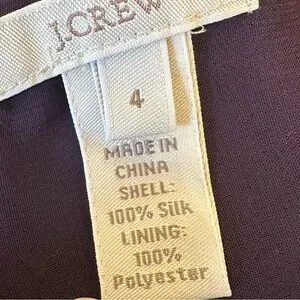 J.CREW
4
MADE IN
CHINA
SHELL:
100% Silk
LINING:
100%
Polyester